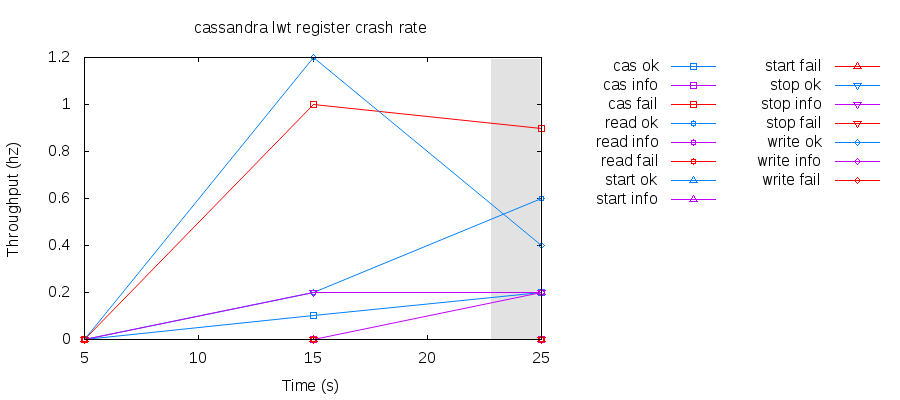 cassandra lwt register crash rate
Throughput (hz)
1.2
1
0.8
0.6
0.4
0.2
0
5
10
15
20
25
Time (s)
cas ok
cas info
cas fail
read ok
read info
read fail
start ok
start info
start fail
stop ok
stop info
stop fail
write ok
write info
write fail